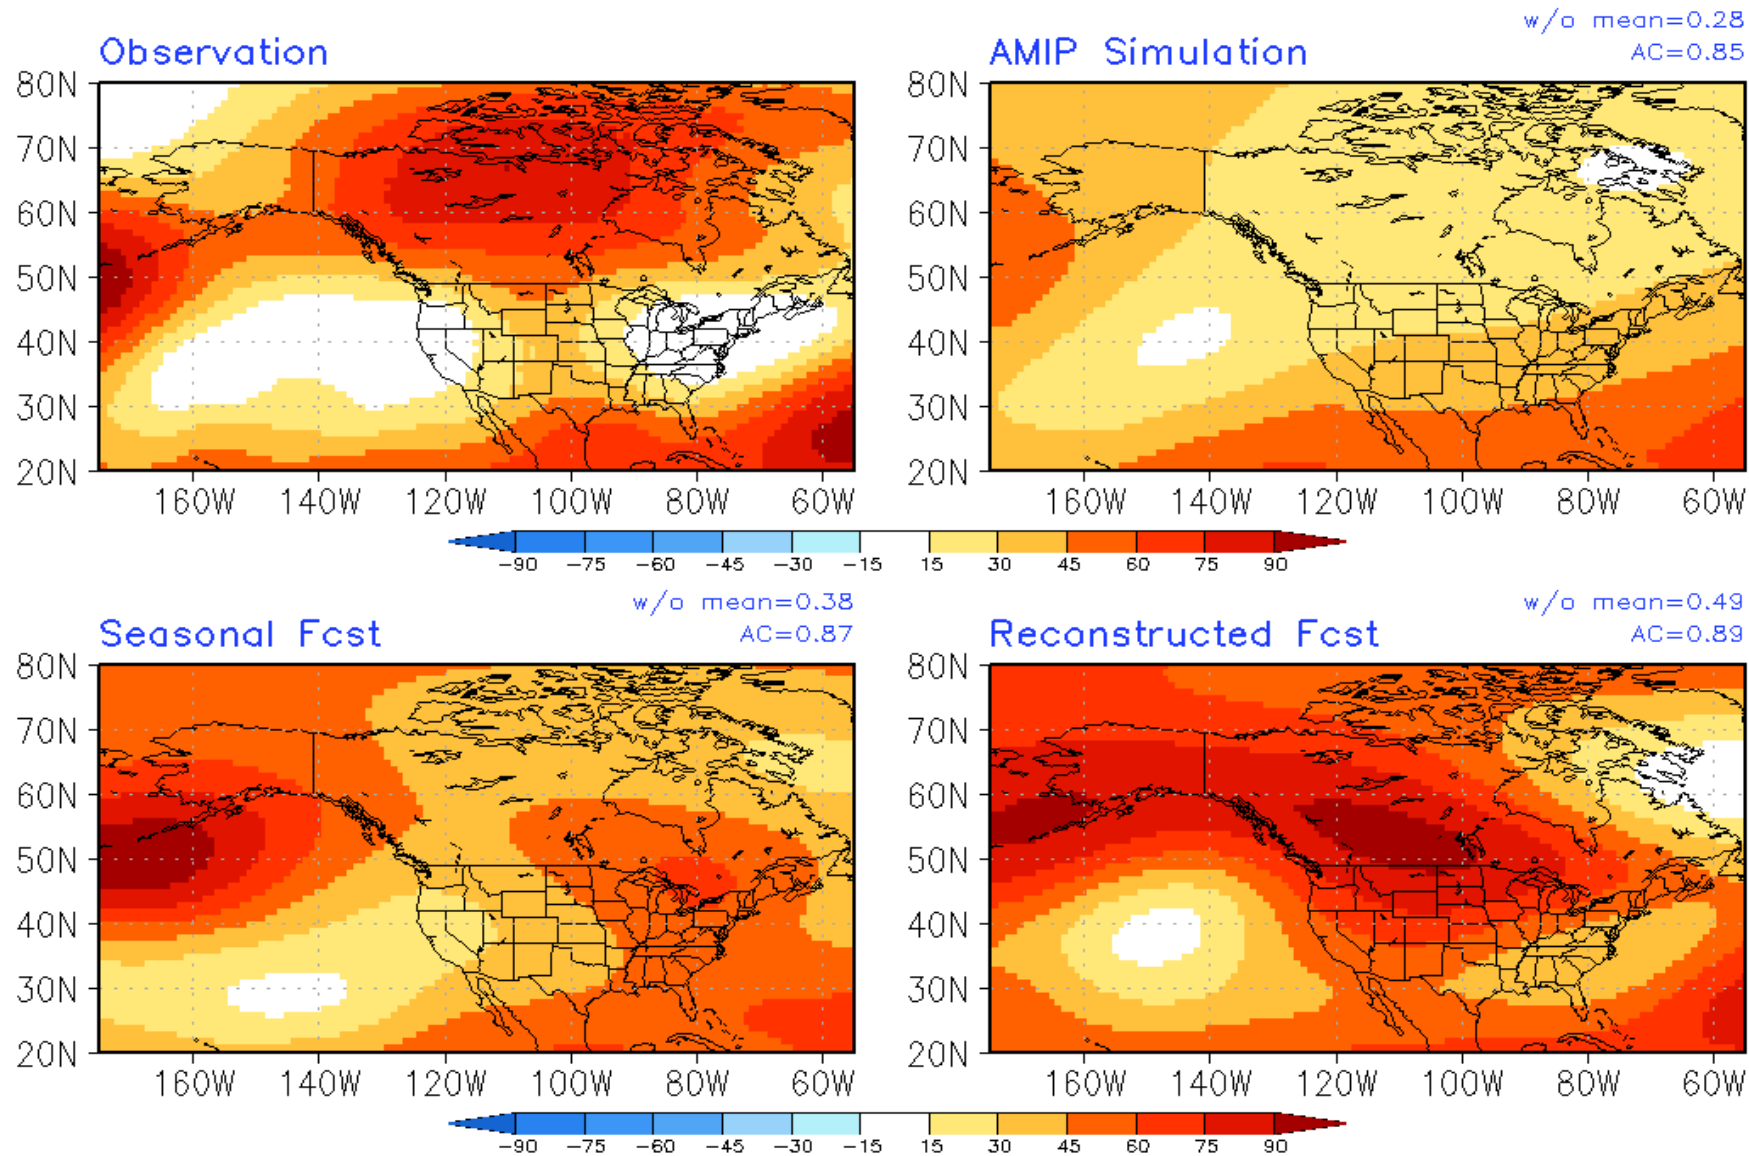 w/o mean=0.28
Observation
AMIP Simulation
AC=0.85
80N
70N
60N
50N
40N
30N
20N
160W 140W 120W 100W 80W 60W
80N
70N
60N
50N
40N
30N
20N
160W 140W 120W 100W 80W 60W
-90 -75 -60 -45 -30 -15 15 30 45 60 75 90
w/o mean=0.38
Seasonal Fcst
AC=0.87
w/o mean=0.49
Reconstructed Fcst
AC=0.89
80N
70N
60N
50N
40N
30N
20N
160W 140W 120W 100W 80W 60W
80N
70N
60N
50N
40N
30N
20N
160W 140W 120W 100W 80W 60W
-90 -75 -60 -45 -30 -15 15 30 45 60 75 90